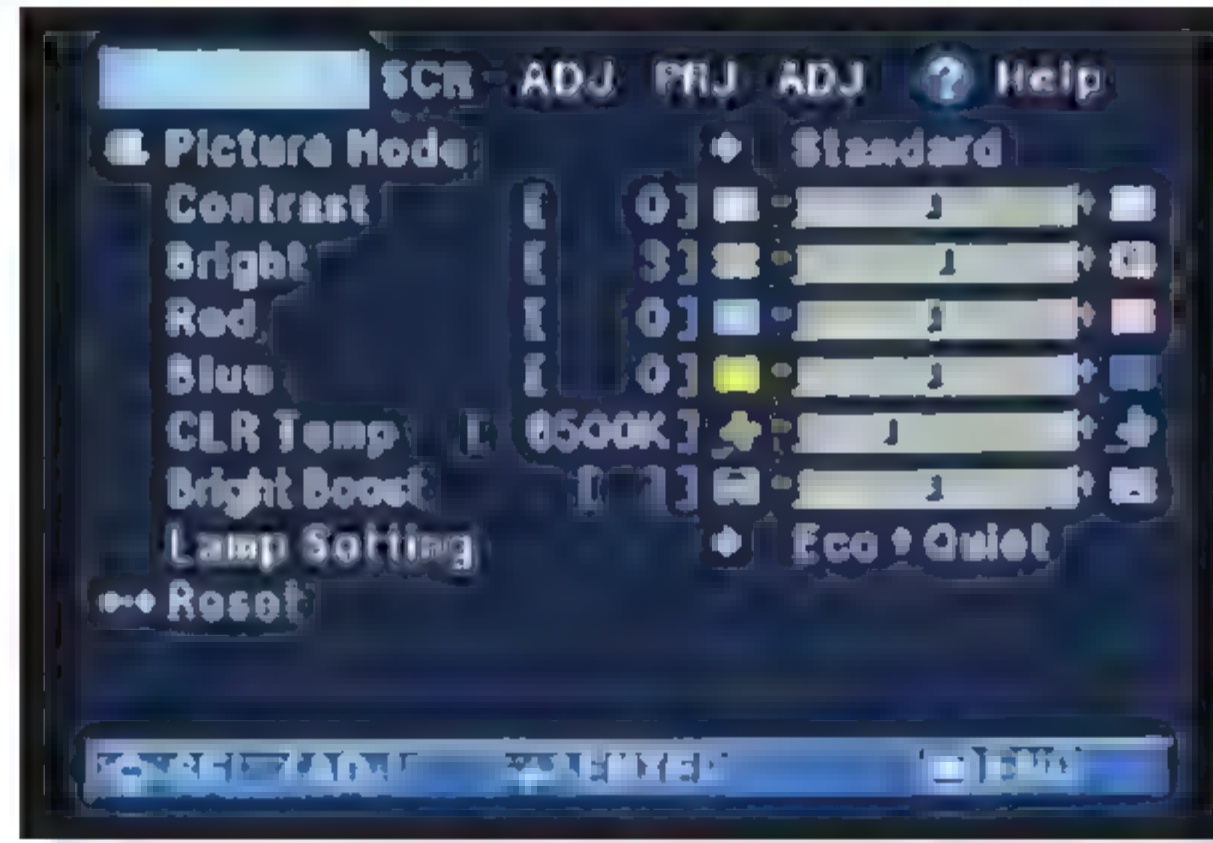 SCR - ADJ PRJ - ADJ ? Help
Picture Mode Standard
Contrast [ 0]
Bright [ 3]
Red [ 0]
Blue [ 0]
CLR Temp
Bright Boost
Lamp Setting Eco + Quiet
Reset
ENTER